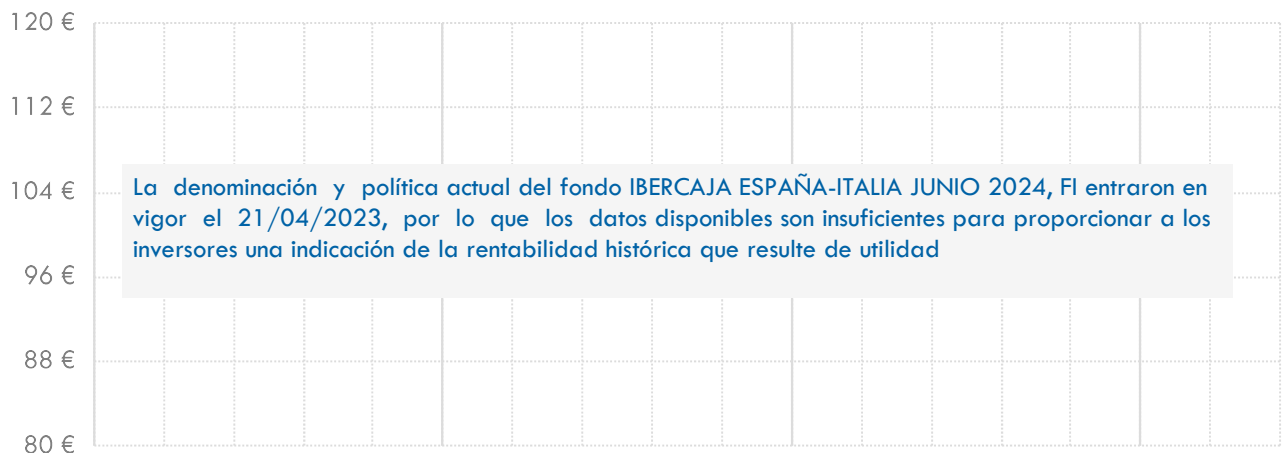 120 €
112 €
104 €
La denominación y política actual del fondo IBERCAJA ESPAÑA-ITALIA JUNIO 2024, FI entraron en
vigor el 21/04/2023, por lo que los datos disponibles son insuficientes para proporcionar a los
inversores una indicación de la rentabilidad histórica que resulte de utilidad
96 €
88 €
80 €